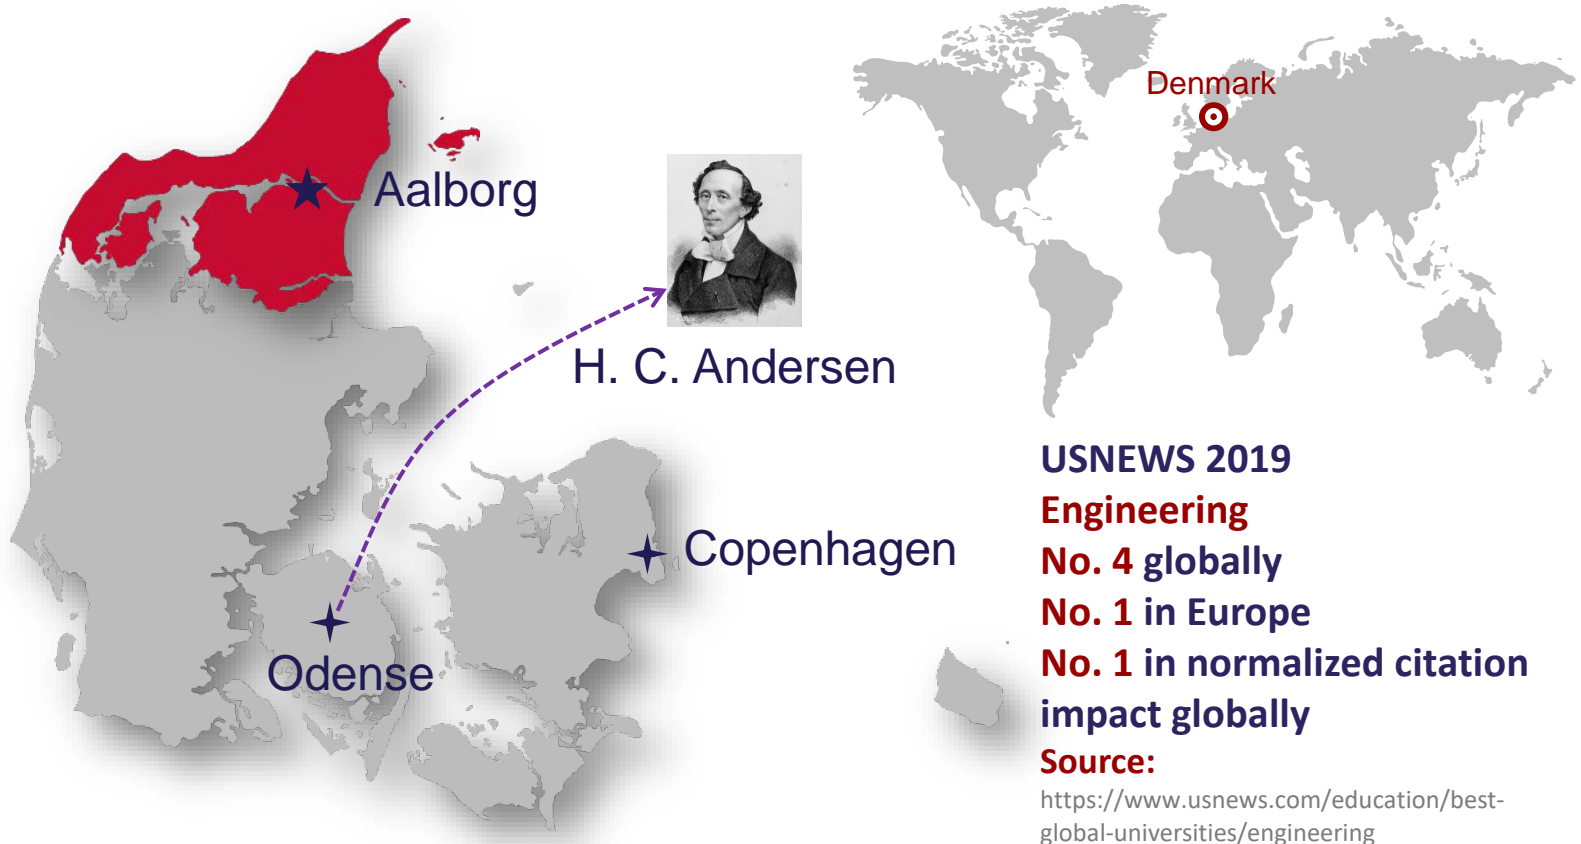 Denmark
Aalborg
H. C. Andersen
Copenhagen
Odense
USNEWS 2019
Engineering
No. 4 globally
No. 1 in Europe
No. 1 in normalized citation
impact globally
Source:
https://www.usnews.com/education/best-
global-universities/engineering